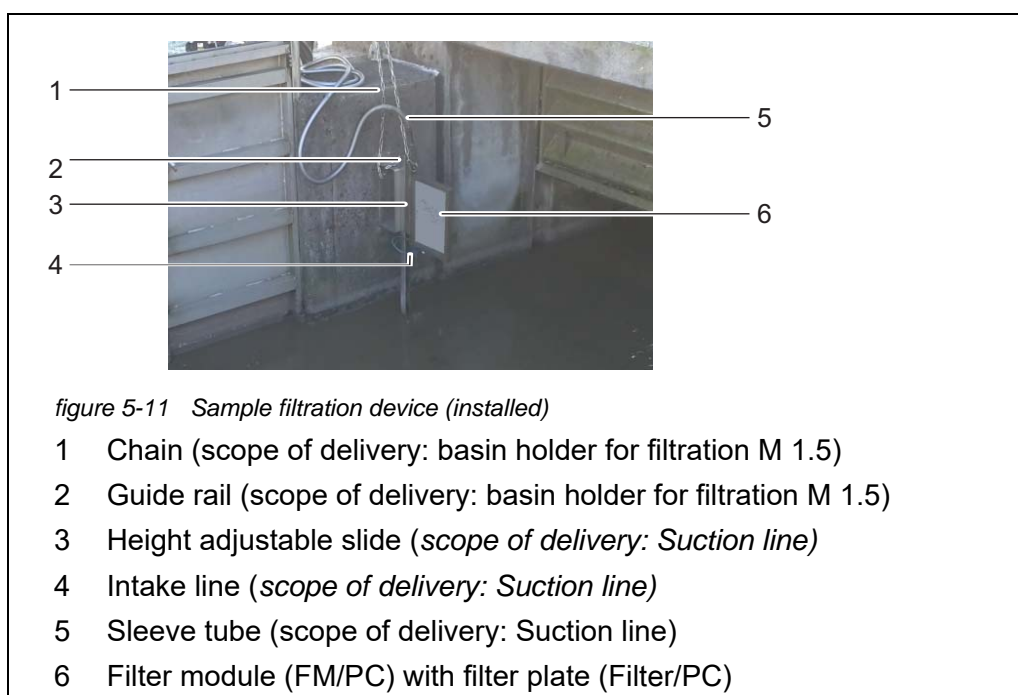 1
2
3
4
5
6
figure 5-11 Sample filtration device (installed)
1 Chain (scope of delivery: basin holder for filtration M 1.5)
2 Guide rail (scope of delivery: basin holder for filtration M 1.5)
3 Height adjustable slide (scope of delivery: Suction line)
4 Intake line (scope of delivery: Suction line)
5 Sleeve tube (scope of delivery: Suction line)
6 Filter module (FM/PC) with filter plate (Filter/PC)